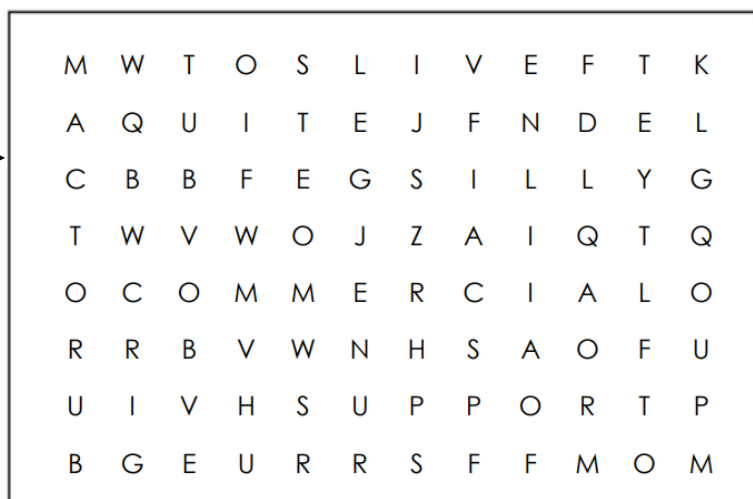 M W T O S L I V E F T K
A Q U I T E J F N D E L
C B B F E G S I L L Y G
T W V W O J Z A I Q T Q
O C O M M E R C I A L O
R R B V W N H S A O F U
U I V H S U P P O R T P
B G E U R R S F F M O M